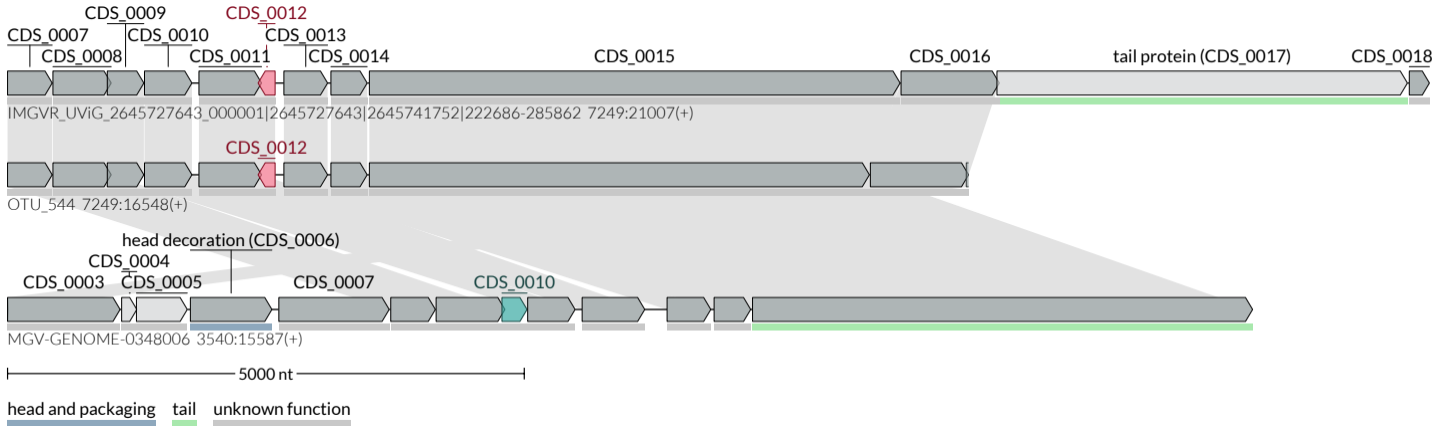 CDS_0009 CDS_0012
CDS_0007 CDS_0010 CDS_0013
CDS_0008 CDS_0011 CDS_0014 CDS_0015 CDS_0016 tail protein (CDS_0017) CDS_0018
IMGVR_UViG_2645727643_000001|2645727643|2645741752|222686-285862 7249:21007(+)
CDS_0012
OTU_544 7249:16548(+)
head decoration (CDS_0006)
CDS_0004
CDS_0003 CDS_0005 CDS_0007 CDS_0010
MGV-GENOME-0348006 3540:15587(+)
5000 nt
head and packaging tail unknown function